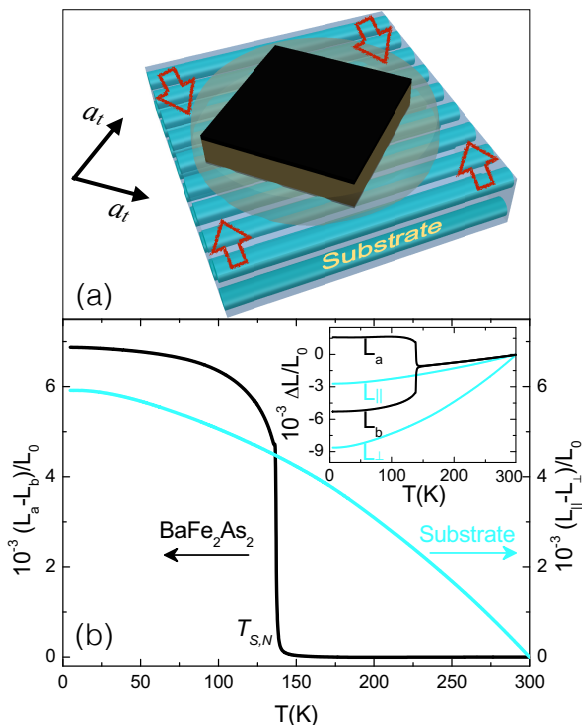 (a)
a_t
a_t
Substrate
10⁻³ (L_a-L_b)/L_0
6
4
2
0
BaFe₂As₂
T_{S,N}
(b)
0
50
100
150
200
250
300
T(K)
Substrate
6
4
2
0
10⁻³ (L_{||}-L_⊥)/L_0
10⁻³ ΔL/L_0
0
-3
-6
-9
L_a
L_{||}
L_b
L_⊥
0
100
200
300
T(K)